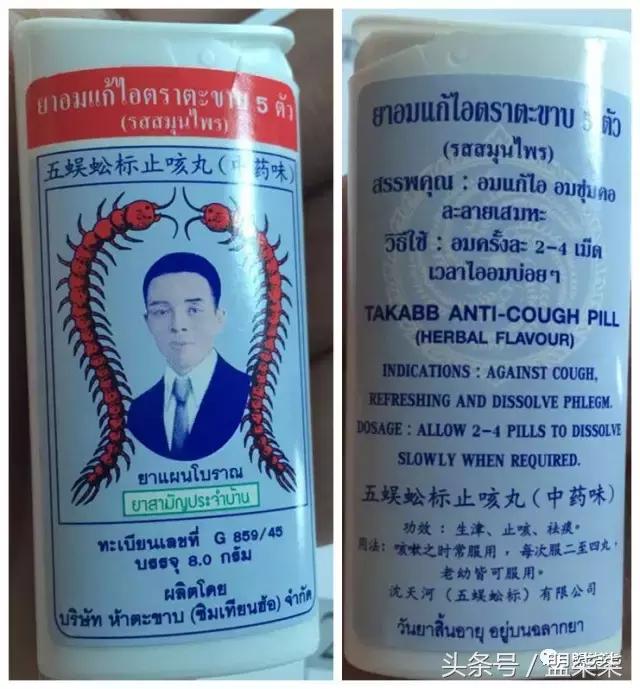 ยาอมแก้ไอตราตะขาบ 5 ตัว
(รสสมุนไพร)
五蜈蚣标止咳丸(中药味)
ยาแผนโบราณ
ยาสามัญประจำบ้าน
ทะเบียนเลขที่ G 859/45
บรรจุ 8.0 กรัม
ผลิตโดย
บริษัท ห้าตะขาบ (ซิมเทียนฮ้อ) จำกัด
ยาอมแก้ไอตราตะขาบ 5 ตัว
(รสสมุนไพร)
สรรพคุณ : อมแก้ไอ อมชุ่มคอ
ละลายเสมหะ
วิธีใช้ : อมครั้งละ 2-4 เม็ด
เวลาไออมบ่อยๆ
TAKABB ANTI-COUGH PILL
(HERBAL FLAVOUR)
INDICATIONS : AGAINST COUGH,
REFRESHING AND DISSOLVE PHLEGM.
DOSAGE : ALLOW 2-4 PILLS TO DISSOLVE
SLOWLY WHEN REQUIRED.
五蜈蚣标止咳丸(中药味)
功效 : 生津、止咳、祛痰。
用法: 咳嗽之时常服用，每次服二至四丸，
老幼皆可服用。
沈天河（五蜈蚣标）有限公司
วันยาสิ้นอายุ อยู่บนฉลากยา
头条号 /